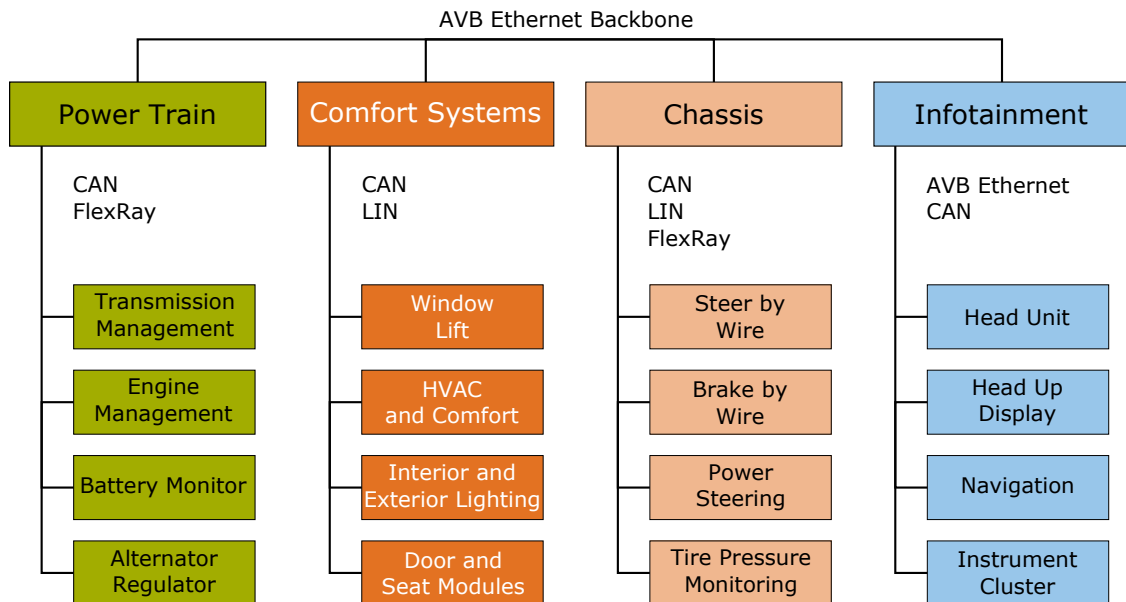 AVB Ethernet Backbone
Power Train
Comfort Systems
Chassis
Infotainment
CAN
FlexRay
CAN
LIN
CAN
LIN
FlexRay
AVB Ethernet
CAN
Transmission
Management
Window
Lift
Steer by
Wire
Head Unit
Engine
Management
HVAC
and Comfort
Brake by
Wire
Head Up
Display
Battery Monitor
Interior and
Exterior Lighting
Power
Steering
Navigation
Alternator
Regulator
Door and
Seat Modules
Tire Pressure
Monitoring
Instrument
Cluster